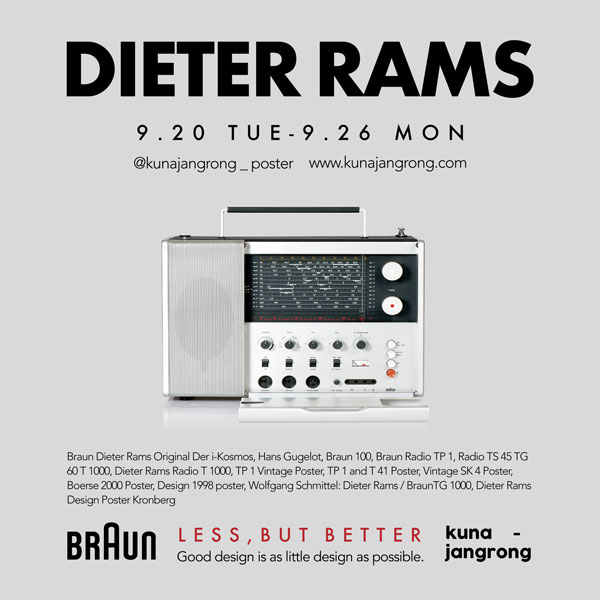 DIETER RAMS
9.20 TUE-9.26 MON
@kunajangrong_poster www.kunajangrong.com
BRAUN
Braun Dieter Rams Original Der i-Kosmos, Hans Gugelot, Braun 100, Braun Radio TP 1, Radio TS 45 TG
60 T 1000, Dieter Rams Radio T 1000, TP 1 Vintage Poster, TP 1 and T 41 Poster, Vintage SK 4 Poster,
Boerse 2000 Poster, Design 1998 poster, Wolfgang Schmittel: Dieter Rams / BraunTG 1000, Dieter Rams
Design Poster Kronberg
BRAUN
LESS, BUT BETTER
Good design is as little design as possible.
kuna -
jangrong